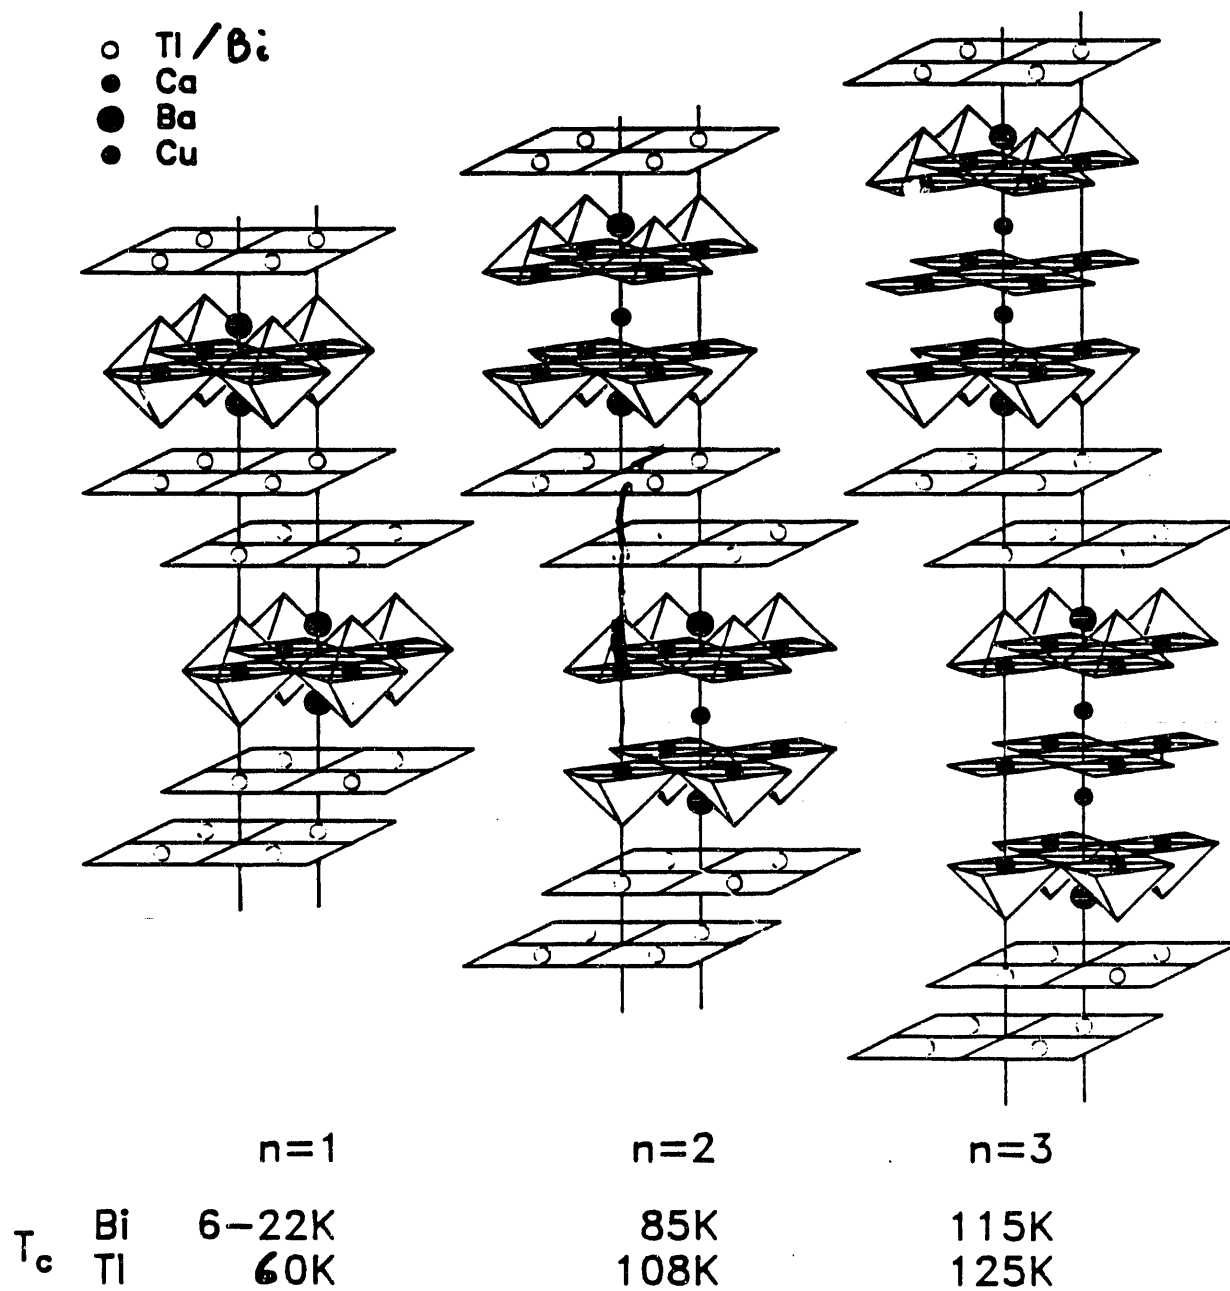 Tl / Bi
Ca
Ba
Cu
n=1 n=2 n=3
Tc
Bi 6-22K 85K 115K
Tl 60K 108K 125K